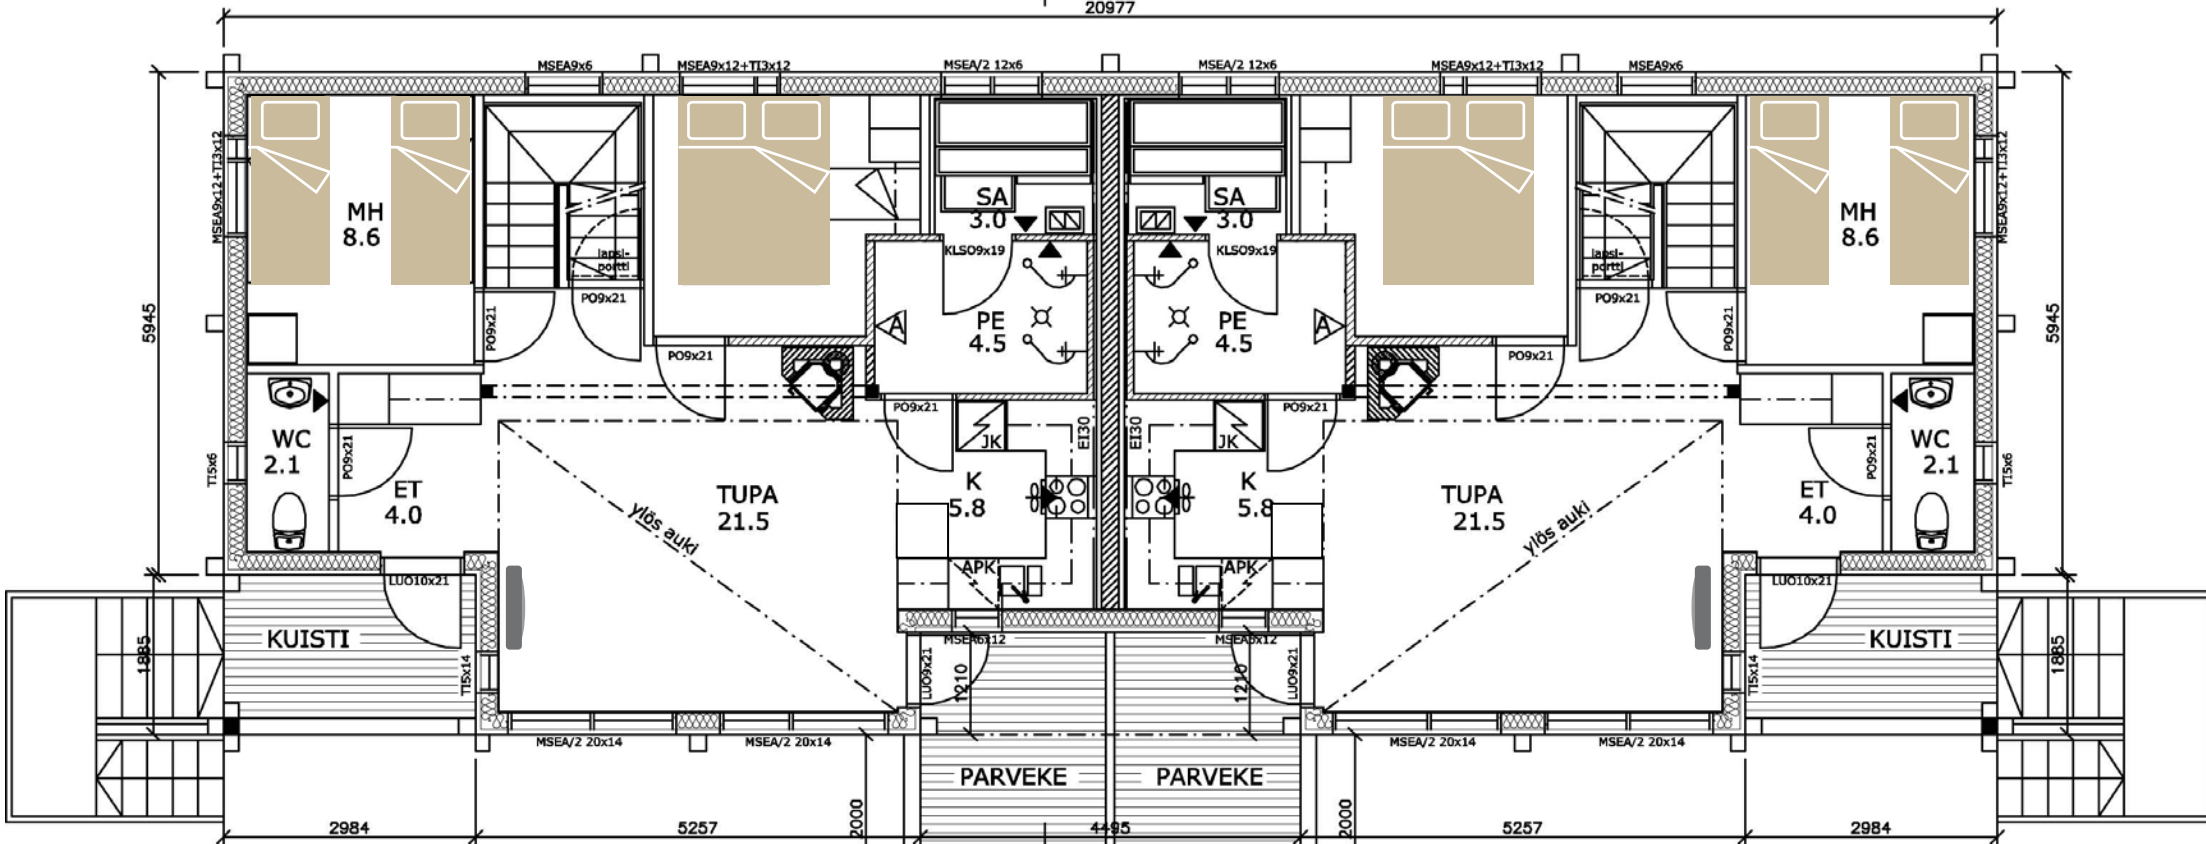 20977
MSEA9x6
MSEA9x12+TI3x12
MSEA/2 12x6
MSEA/2 12x6
MSEA9x12+TI3x12
MSEA9x6
MSEA9x12+TI3x12
MH
8.6
SA
3.0
SA
3.0
MH
8.6
MSEA9x12+TI3x12
lapsi-
portti
KLSO9x19
KLSO9x19
lapsi-
portti
5945
PO9x21
PO9x21
A
PE
4.5
PE
4.5
A
PO9x21
PO9x21
5945
PO9x21
PO9x21
PO9x21
PO9x21
WC
2.1
PO9x21
TI5x6
ET
4.0
TUPA
21.5
ylös auki
JK
EI30
K
5.8
APK
EI30
JK
K
5.8
APK
TUPA
21.5
ylös auki
ET
4.0
PO9x21
WC
2.1
TI5x6
LUO10x21
LUO10x21
1885
KUISTI
TI5x14
MSEA6x12
LUO9x21
1210
MSEA6x12
1210
LUO9x21
TI5x14
KUISTI
1885
MSEA/2 20x14
MSEA/2 20x14
MSEA/2 20x14
MSEA/2 20x14
PARVEKE
PARVEKE
2000
2000
2984
5257
4495
5257
2984